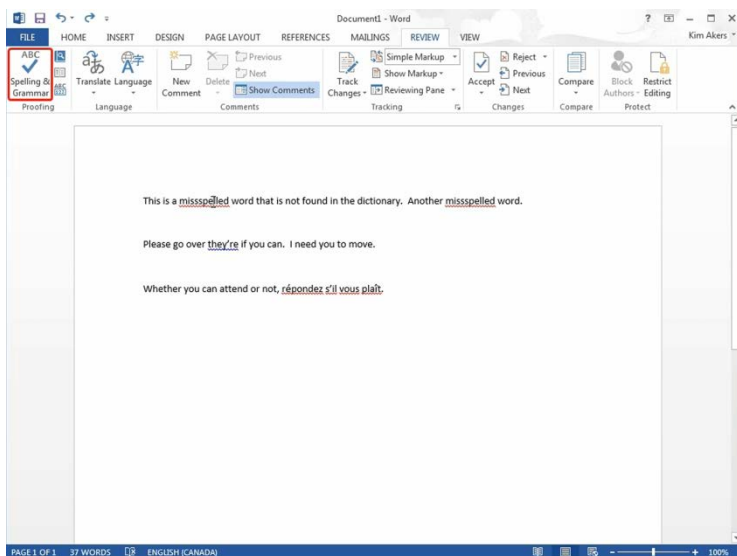 Document1 - Word
? 
FILE HOME INSERT DESIGN PAGE LAYOUT REFERENCES MAILINGS REVIEW VIEW Kim Akers
ABC Spelling & Grammar
Translate Language
New Comment Delete Previous Next Show Comments
Track Changes Simple Markup Show Markup Reviewing Pane
Accept Reject Previous Next
Compare
Block Authors Restrict Editing
Proofing Language Comments Tracking Changes Compare Protect
This is a missspelled word that is not found in the dictionary. Another missspelled word.
Please go over they're if you can. I need you to move.
Whether you can attend or not, répondez s'il vous plaît.
PAGE 1 OF 1 37 WORDS ENGLISH (CANADA) 100%